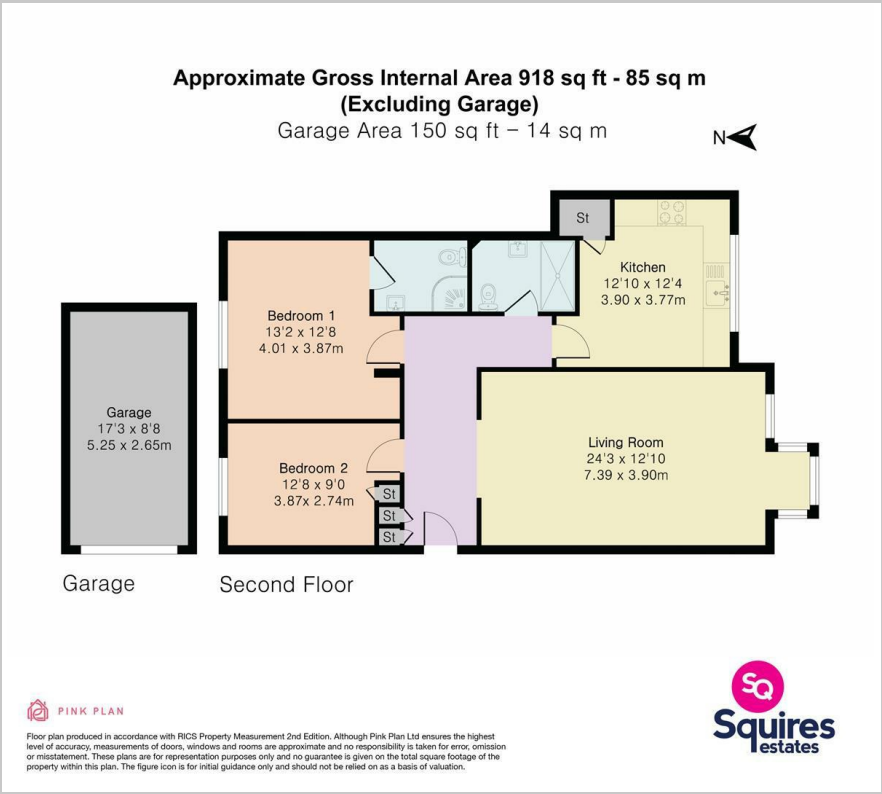 Approximate Gross Internal Area 918 sq ft - 85 sq m
(Excluding Garage)
Garage Area 150 sq ft – 14 sq m
N
St
Kitchen
12'10 x 12'4
3.90 x 3.77m
Bedroom 1
13'2 x 12'8
4.01 x 3.87m
Garage
17'3 x 8'8
5.25 x 2.65m
Living Room
24'3 x 12'10
7.39 x 3.90m
Bedroom 2
12'8 x 9'0
3.87x 2.74m
St
St
St
Garage
Second Floor
PINK PLAN
Floor plan produced in accordance with RICS Property Measurement 2nd Edition. Although Pink Plan Ltd ensures the highest
level of accuracy, measurements of doors, windows and rooms are approximate and no responsibility is taken for error, omission
or misstatement. These plans are for representation purposes only and no guarantee is given on the total square footage of the
property within this plan. The figure icon is for initial guidance only and should not be relied on as a basis of valuation.
SQ
Squires
estates